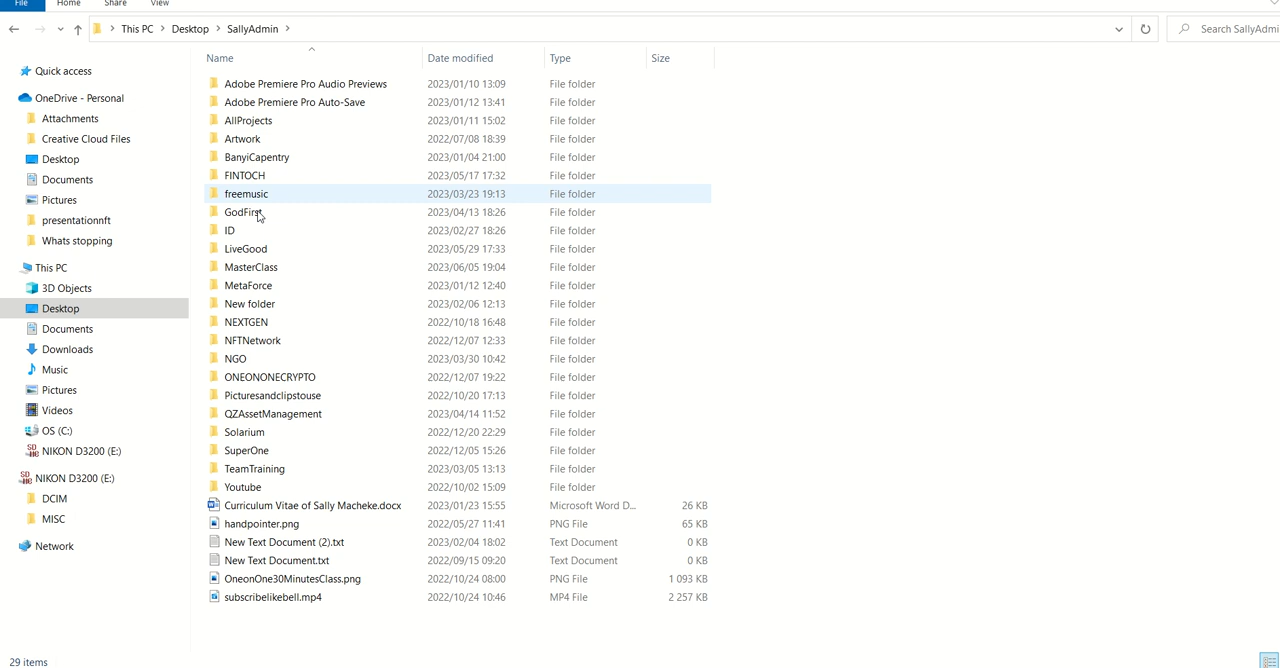 File Home Share View
This PC Desktop SallyAdmin Search SallyAdmi
Name Date modified Type Size
Quick access
OneDrive - Personal
Attachments
Creative Cloud Files
Desktop
Documents
Pictures
presentationnft
Whats stopping
This PC
3D Objects
Desktop
Documents
Downloads
Music
Pictures
Videos
OS (C:)
NIKON D3200 (E:)
NIKON D3200 (E:)
DCIM
MISC
Network
Adobe Premiere Pro Audio Previews 2023/01/10 13:09 File folder
Adobe Premiere Pro Auto-Save 2023/01/12 13:41 File folder
AllProjects 2023/01/11 15:02 File folder
Artwork 2022/07/08 18:39 File folder
BanyiCapentry 2023/01/04 21:00 File folder
FINTOCH 2023/05/17 17:32 File folder
freemusic 2023/03/23 19:13 File folder
GodFirst 2023/04/13 18:26 File folder
ID 2023/02/27 18:26 File folder
LiveGood 2023/05/29 17:33 File folder
MasterClass 2023/06/05 19:04 File folder
MetaForce 2023/01/12 12:40 File folder
New folder 2023/02/06 12:13 File folder
NEXTGEN 2022/10/18 16:48 File folder
NFTNetwork 2022/12/07 12:33 File folder
NGO 2023/03/30 10:42 File folder
ONEONONECRYPTO 2022/12/07 19:22 File folder
Picturesandclipstouse 2022/10/20 17:13 File folder
QZAssetManagement 2023/04/14 11:52 File folder
Solarium 2022/12/20 22:29 File folder
SuperOne 2022/12/05 15:26 File folder
TeamTraining 2023/03/05 13:13 File folder
Youtube 2022/10/02 15:09 File folder
Curriculum Vitae of Sally Macheke.docx 2023/01/23 15:55 Microsoft Word D... 26 KB
handpointer.png 2022/05/27 11:41 PNG File 65 KB
New Text Document (2).txt 2023/02/04 18:02 Text Document 0 KB
New Text Document.txt 2022/09/15 09:20 Text Document 0 KB
OneonOne30MinutesClass.png 2022/10/24 08:00 PNG File 1 093 KB
subscribelikebell.mp4 2022/10/24 10:46 MP4 File 2 257 KB
29 items